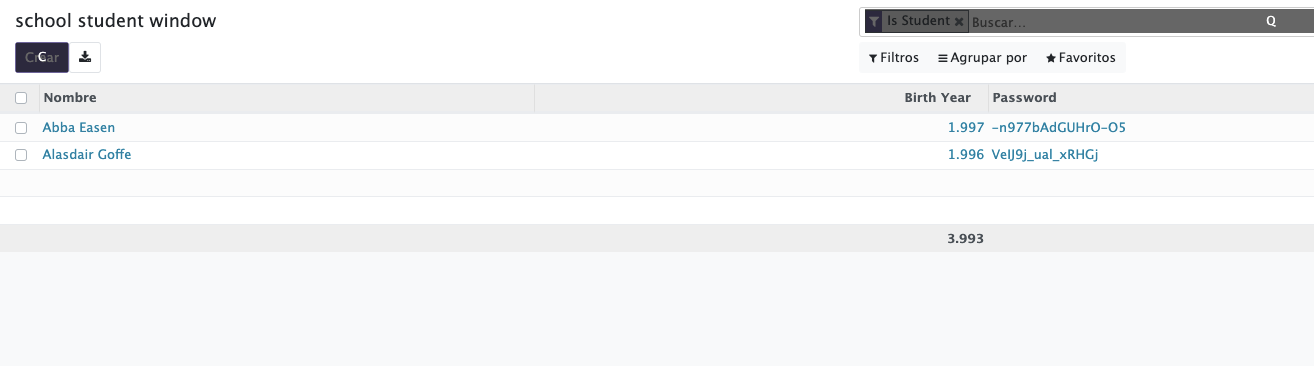 school student window
Is Student Buscar...
Crear
Filtros Agrupar por Favoritos
Nombre Birth Year Password
Abba Easen 1.997 -n977bAdGUHrO-O5
Alasdair Goffe 1.996 VeIJ9j_ual_xRHGj
3.993